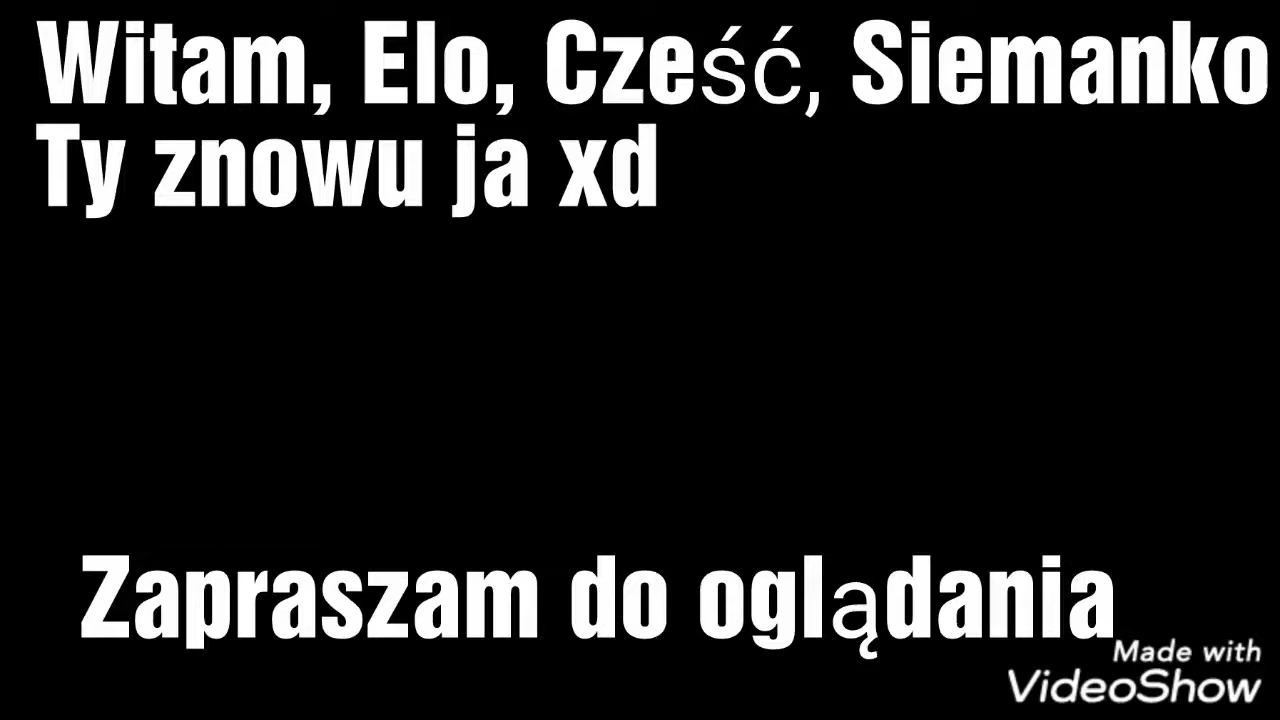 Witam, Elo, Cześć, Siemanko
Ty znowu ja xd
Zapraszam do oglądania
Made with
VideoShow